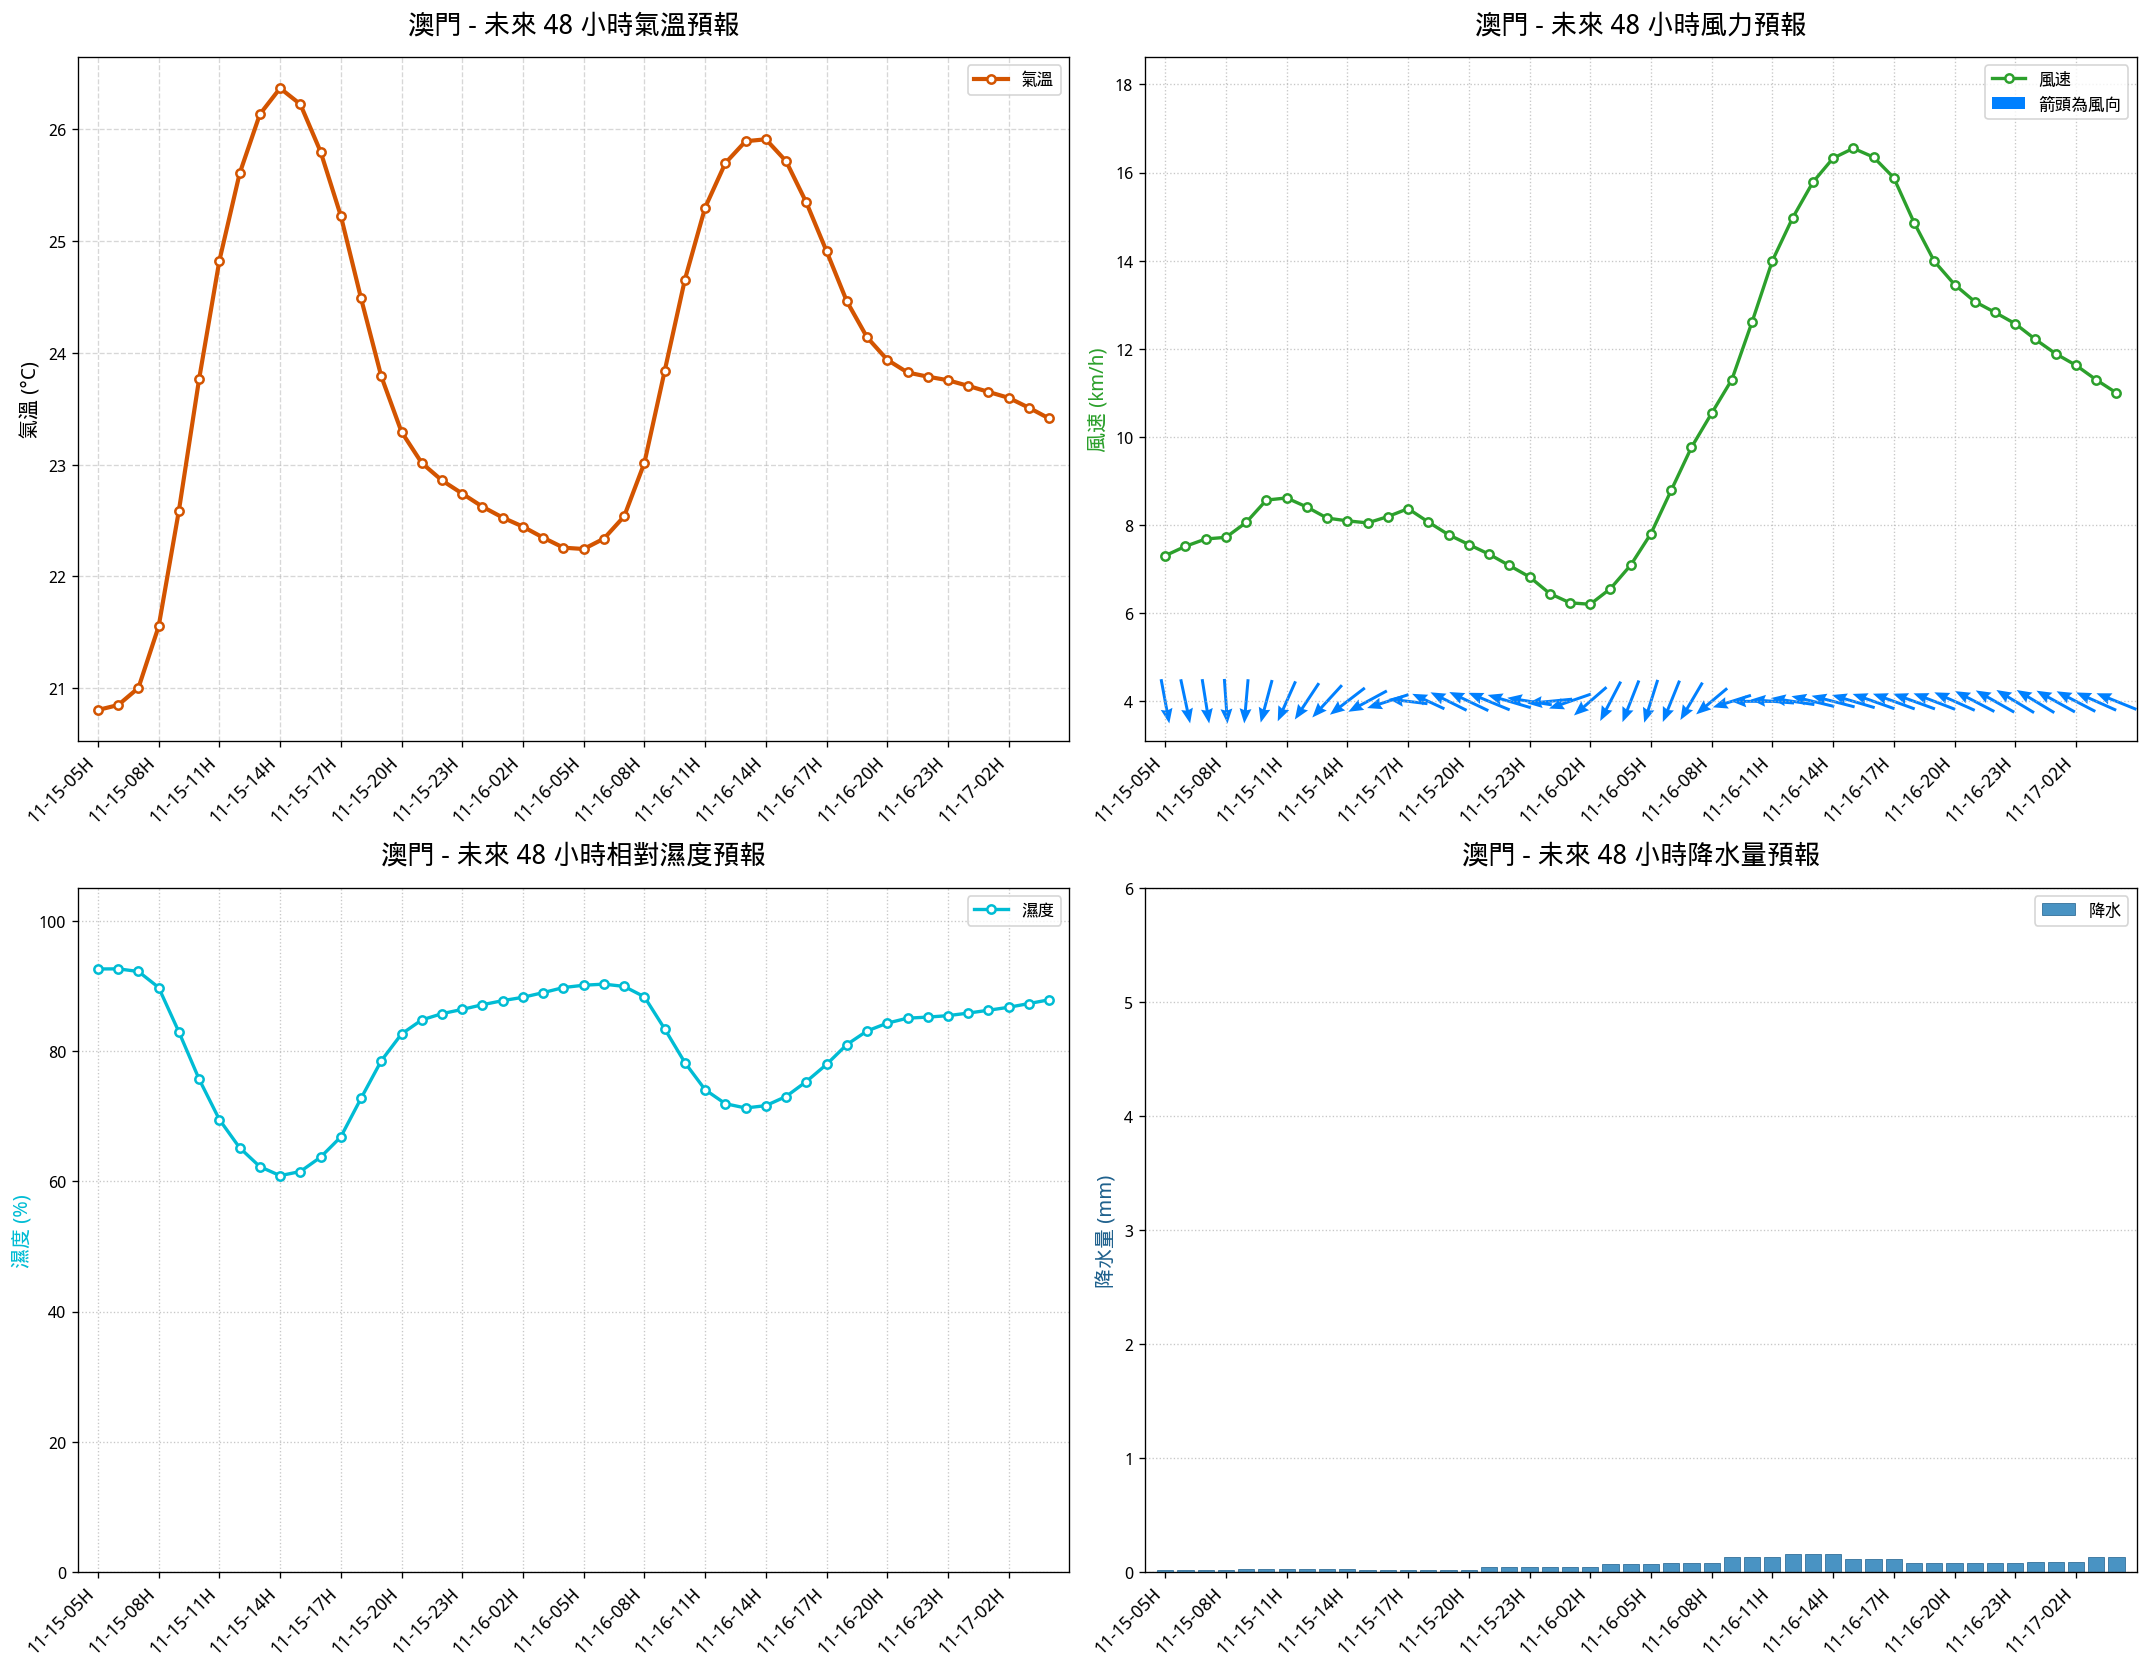 澳門 - 未來 48 小時氣溫預報
氣溫
氣溫 (°C)
26
25
24
23
22
21
11-15-05H
11-15-08H
11-15-11H
11-15-14H
11-15-17H
11-15-20H
11-15-23H
11-16-02H
11-16-05H
11-16-08H
11-16-11H
11-16-14H
11-16-17H
11-16-20H
11-16-23H
11-17-02H
澳門 - 未來 48 小時風力預報
風速
箭頭為風向
風速 (km/h)
18
16
14
12
10
8
6
4
11-15-05H
11-15-08H
11-15-11H
11-15-14H
11-15-17H
11-15-20H
11-15-23H
11-16-02H
11-16-05H
11-16-08H
11-16-11H
11-16-14H
11-16-17H
11-16-20H
11-16-23H
11-17-02H
澳門 - 未來 48 小時相對濕度預報
濕度
濕度 (%)
100
80
60
40
20
0
11-15-05H
11-15-08H
11-15-11H
11-15-14H
11-15-17H
11-15-20H
11-15-23H
11-16-02H
11-16-05H
11-16-08H
11-16-11H
11-16-14H
11-16-17H
11-16-20H
11-16-23H
11-17-02H
澳門 - 未來 48 小時降水量預報
降水
降水量 (mm)
6
5
4
3
2
1
0
11-15-05H
11-15-08H
11-15-11H
11-15-14H
11-15-17H
11-15-20H
11-15-23H
11-16-02H
11-16-05H
11-16-08H
11-16-11H
11-16-14H
11-16-17H
11-16-20H
11-16-23H
11-17-02H